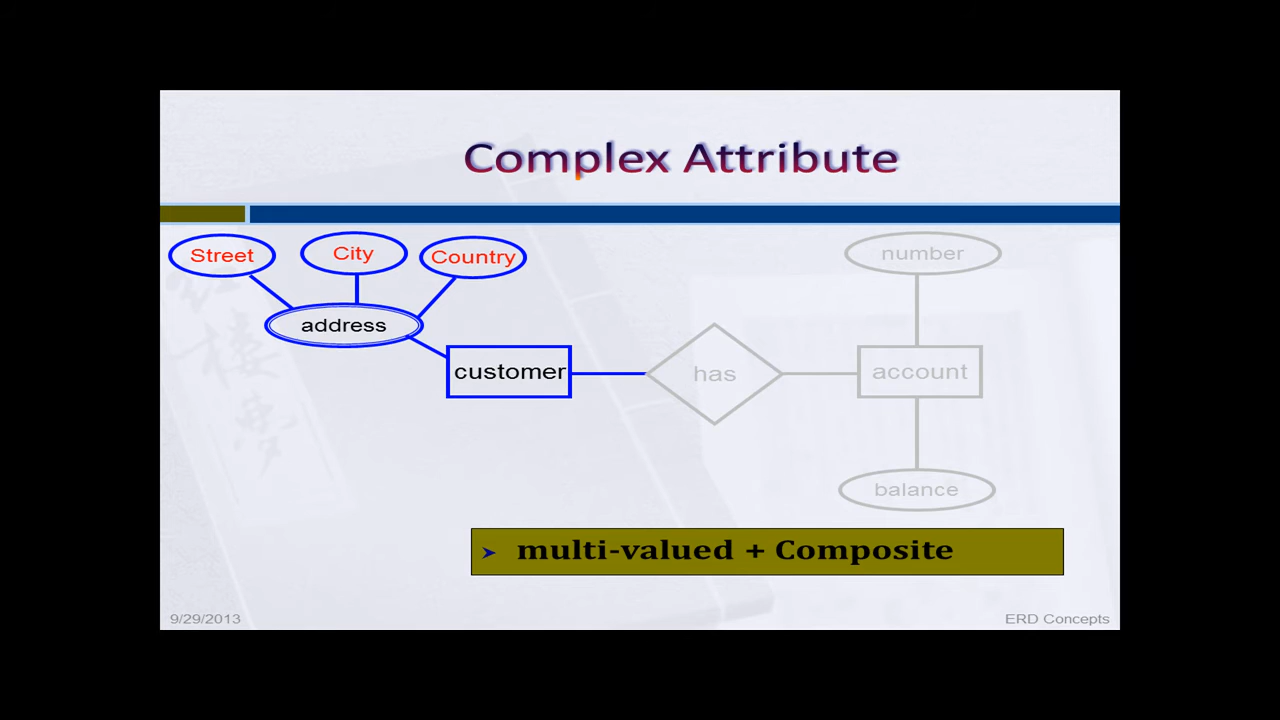 Complex Attribute
Street
City
Country
number
address
customer
has
account
balance
➤ multi-valued + Composite
9/29/2013
ERD Concepts